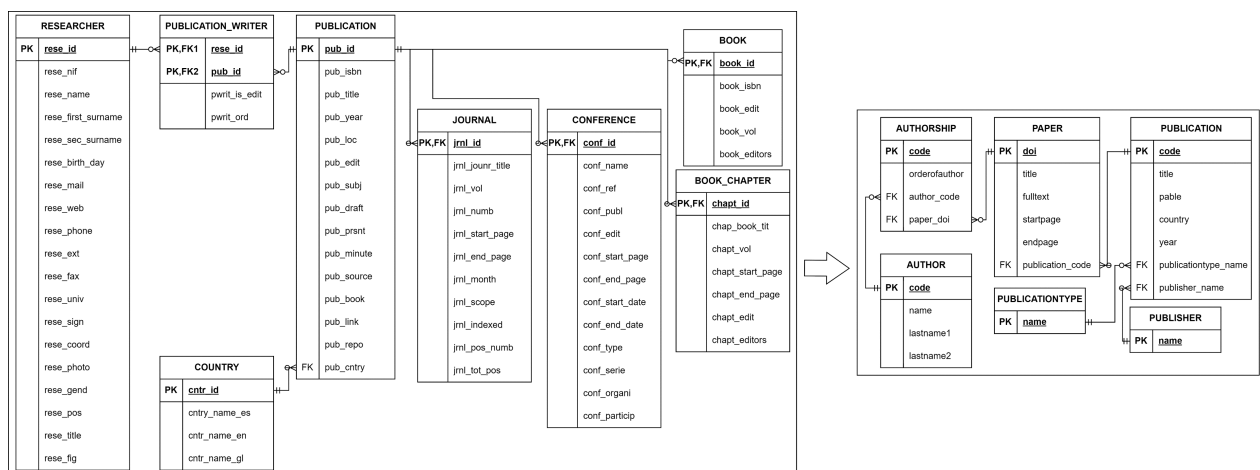 RESEARCHER
PK rese_id
rese_nif
rese_name
rese_first_surname
rese_sec_surname
rese_birth_day
rese_mail
rese_web
rese_phone
rese_ext
rese_fax
rese_univ
rese_sign
rese_coord
rese_photo
rese_gend
rese_pos
rese_title
rese_fig
PUBLICATION_WRITER
PK,FK1 rese_id
PK,FK2 pub_id
pwrit_is_edit
pwrit_ord
COUNTRY
PK cntr_id
cntry_name_es
cntr_name_en
cntr_name_gl
PUBLICATION
PK pub_id
pub_isbn
pub_title
pub_year
pub_loc
pub_edit
pub_subj
pub_draft
pub_prsnt
pub_minute
pub_source
pub_book
pub_link
pub_repo
FK pub_cntry
JOURNAL
PK,FK jrnl_id
jrnl_jounr_title
jrnl_vol
jrnl_numb
jrnl_start_page
jrnl_end_page
jrnl_month
jrnl_scope
jrnl_indexed
jrnl_pos_numb
jrnl_tot_pos
CONFERENCE
PK,FK conf_id
conf_name
conf_ref
conf_publ
conf_edit
conf_start_page
conf_end_page
conf_start_date
conf_end_date
conf_type
conf_serie
conf_organi
conf_particip
BOOK
PK,FK book_id
book_isbn
book_edit
book_vol
book_editors
BOOK_CHAPTER
PK,FK chapt_id
chap_book_tit
chapt_vol
chapt_start_page
chapt_end_page
chapt_edit
chapt_editors
AUTHORSHIP
PK code
orderofauthor
FK author_code
FK paper_doi
AUTHOR
PK code
name
lastname1
lastname2
PAPER
PK doi
title
fulltext
startpage
endpage
FK publication_code
PUBLICATIONTYPE
PK name
PUBLICATION
PK code
title
pable
country
year
FK publicationtype_name
FK publisher_name
PUBLISHER
PK name